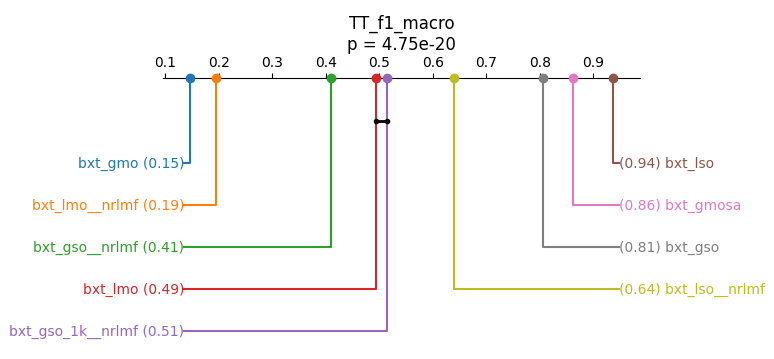 TT_f1_macro
p = 4.75e-20
0.1 0.2 0.3 0.4 0.5 0.6 0.7 0.8 0.9
bxt_gmo (0.15) (0.94) bxt_lso
bxt_lmo__nrlmf (0.19) (0.86) bxt_gmosa
bxt_gso__nrlmf (0.41) (0.81) bxt_gso
bxt_lmo (0.49) (0.64) bxt_lso__nrlmf
bxt_gso_1k__nrlmf (0.51)